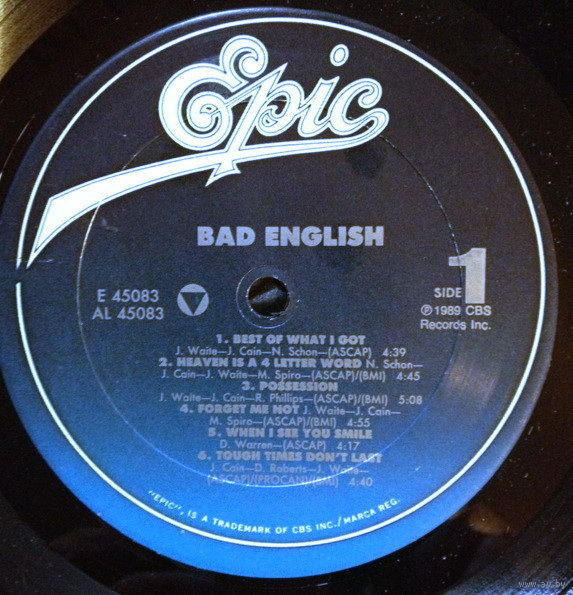 Epic
BAD ENGLISH
E 45083
AL 45083
SIDE 1
℗ 1989 CBS
Records Inc.
1. BEST OF WHAT I GOT
J. Waite—J. Cain—N. Schon—(ASCAP) 4:39
2. HEAVEN IS A 4 LETTER WORD N. Schon—
J. Cain—J. Waite—M. Spiro—(ASCAP)/(BMI) 4:45
3. POSSESSION
J. Waite—J. Cain—R. Phillips—(ASCAP)/(BMI) 5:08
4. FORGET ME NOT J. Waite—J. Cain—
M. Spiro—(ASCAP)/(BMI) 4:55
5. WHEN I SEE YOU SMILE
D. Warren—(ASCAP) 4:17
6. TOUGH TIMES DON'T LAST
J. Cain—D. Roberts—J. Waite—
(ASCAP)/(PROCAN)/(BMI) 4:40
"EPIC", IS A TRADEMARK OF CBS INC./MARCA REG.
www.ay.by